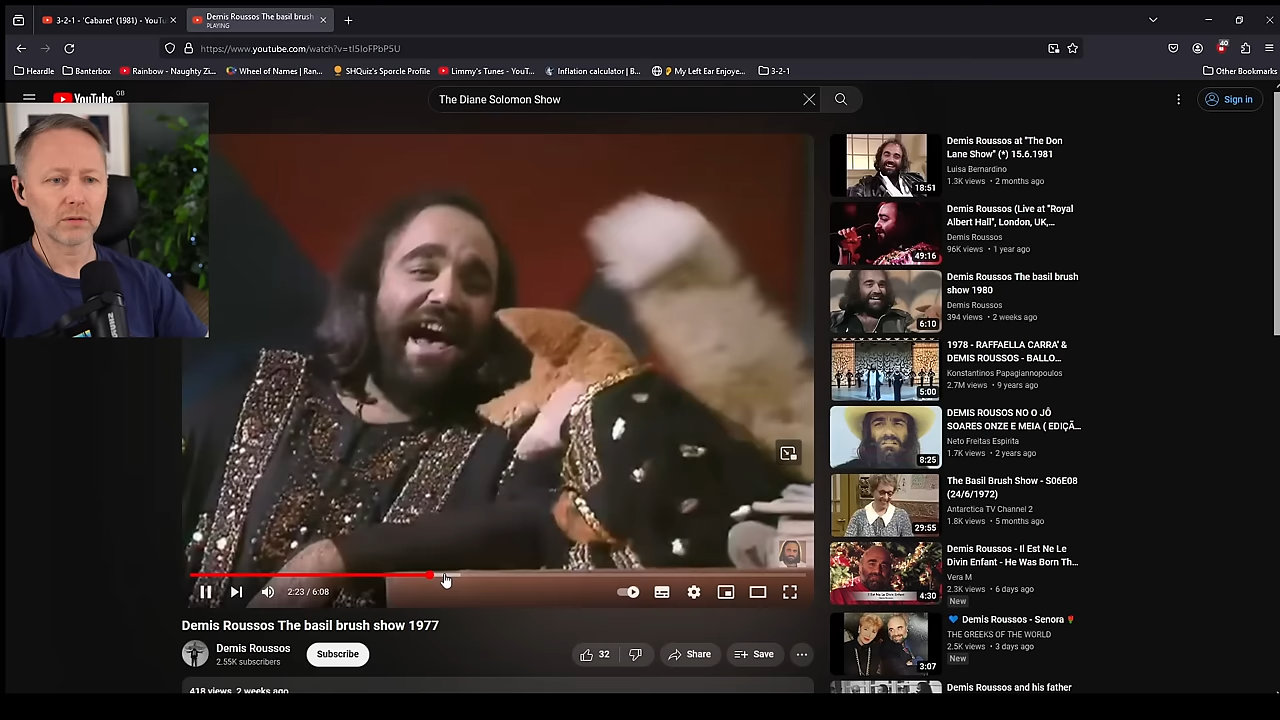 3-2-1 - 'Cabaret' (1981) - YouTu
Demis Roussos The basil brush
PLAYING
https://www.youtube.com/watch?v=tI5IoFPbP5U
Heardle
Banterbox
Rainbow - Naughty Zi...
Wheel of Names | Ran...
SHQuiz's Sporcle Profile
Limmy's Tunes - YouT...
Inflation calculator | B...
My Left Ear Enjoye...
3-2-1
Other Bookmarks
40
YouTube
GB
The Diane Solomon Show
Sign in
Demis Roussos at "The Don
Lane Show" (*) 15.6.1981
Luisa Bernardino
1.3K views • 2 months ago
18:51
Demis Roussos (Live at "Royal
Albert Hall", London, UK,...
Demis Roussos
96K views • 1 year ago
49:16
Demis Roussos The basil brush
show 1980
Demis Roussos
394 views • 2 weeks ago
6:10
1978 - RAFFAELLA CARRA' &
DEMIS ROUSSOS - BALLO...
Konstantinos Papagiannopoulos
2.7M views • 9 years ago
5:00
DEMIS ROUSOS NO O JÔ
SOARES ONZE E MEIA ( EDIÇÃ...
Neto Freitas Espirita
1.7K views • 2 years ago
8:25
The Basil Brush Show - S06E08
(24/6/1972)
Antarctica TV Channel 2
1.8K views • 5 months ago
29:55
Demis Roussos - Il Est Ne Le
Divin Enfant - He Was Born Th...
Vera M
2.3K views • 6 days ago
New
4:30
Demis Roussos - Senora
THE GREEKS OF THE WORLD
2.5K views • 3 days ago
New
3:07
Demis Roussos and his father
2:23 / 6:08
Demis Roussos The basil brush show 1977
Demis Roussos
2.55K subscribers
Subscribe
32
Share
Save
418 views 2 weeks ago